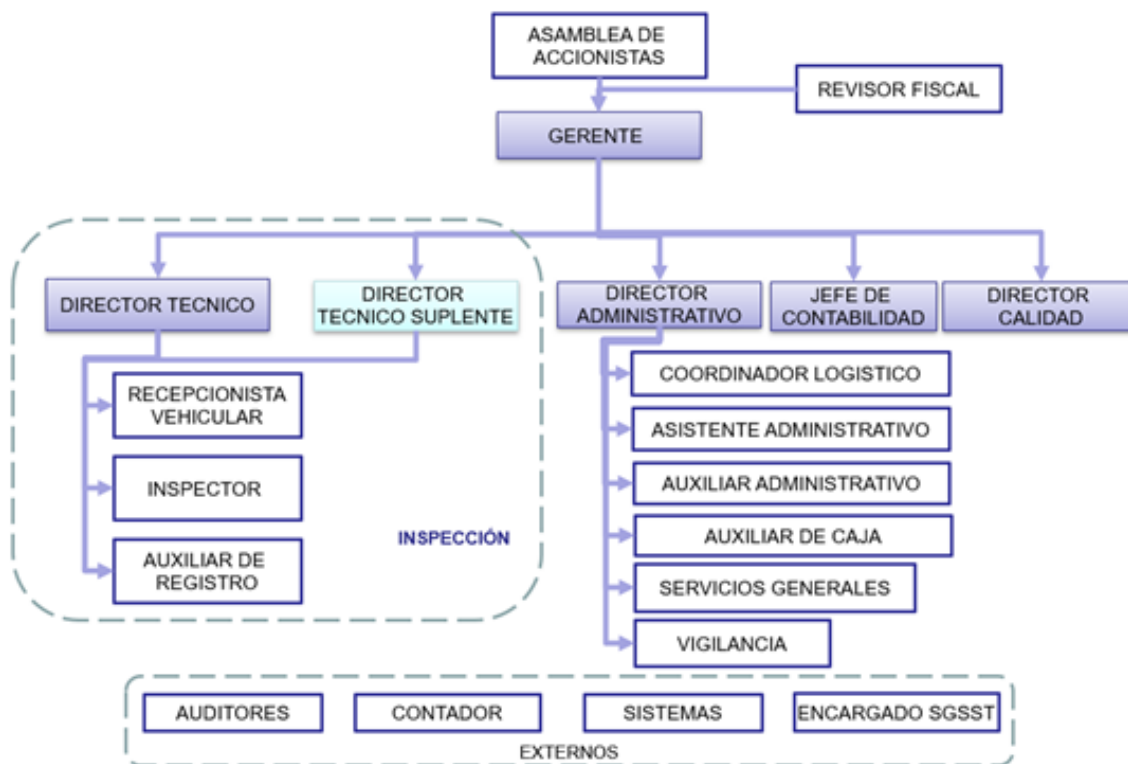 ASAMBLEA DE
ACCIONISTAS
REVISOR FISCAL
GERENTE
DIRECTOR TECNICO
DIRECTOR
TECNICO SUPLENTE
DIRECTOR
ADMINISTRATIVO
JEFE DE
CONTABILIDAD
DIRECTOR
CALIDAD
RECEPCIONISTA
VEHICULAR
INSPECTOR
AUXILIAR DE
REGISTRO
INSPECCIÓN
COORDINADOR LOGISTICO
ASISTENTE ADMINISTRATIVO
AUXILIAR ADMINISTRATIVO
AUXILIAR DE CAJA
SERVICIOS GENERALES
VIGILANCIA
AUDITORES
CONTADOR
SISTEMAS
ENCARGADO SGSST
EXTERNOS